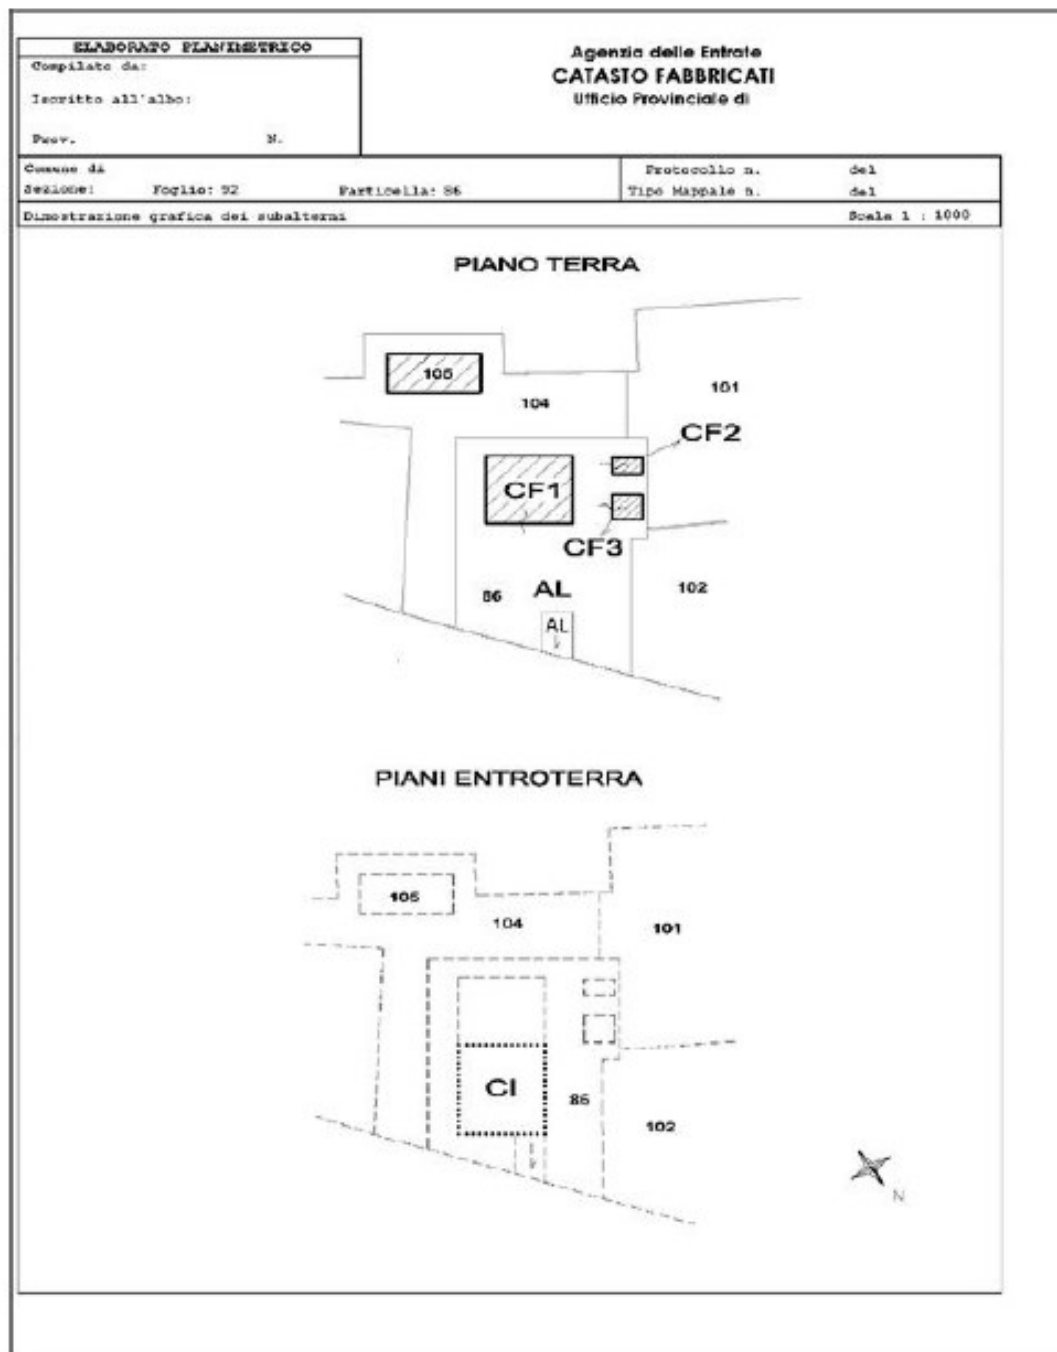 ELABORATO PLANIMETRICO
Compilato da:
Iscritto all'albo:
Prov. N.
Agenzia delle Entrate
CATASTO FABBRICATI
Ufficio Provinciale di
Comune di
Sezione: Foglio: 92 Particella: 86
Protocollo n. del
Tipo Mappale n. del
Dimostrazione grafica dei subalterni Scala 1 : 1000
PIANO TERRA
105
104
101
CF2
CF1
CF3
86
AL
102
AL
PIANI ENTROTERRA
105
104
101
CI
86
102
N